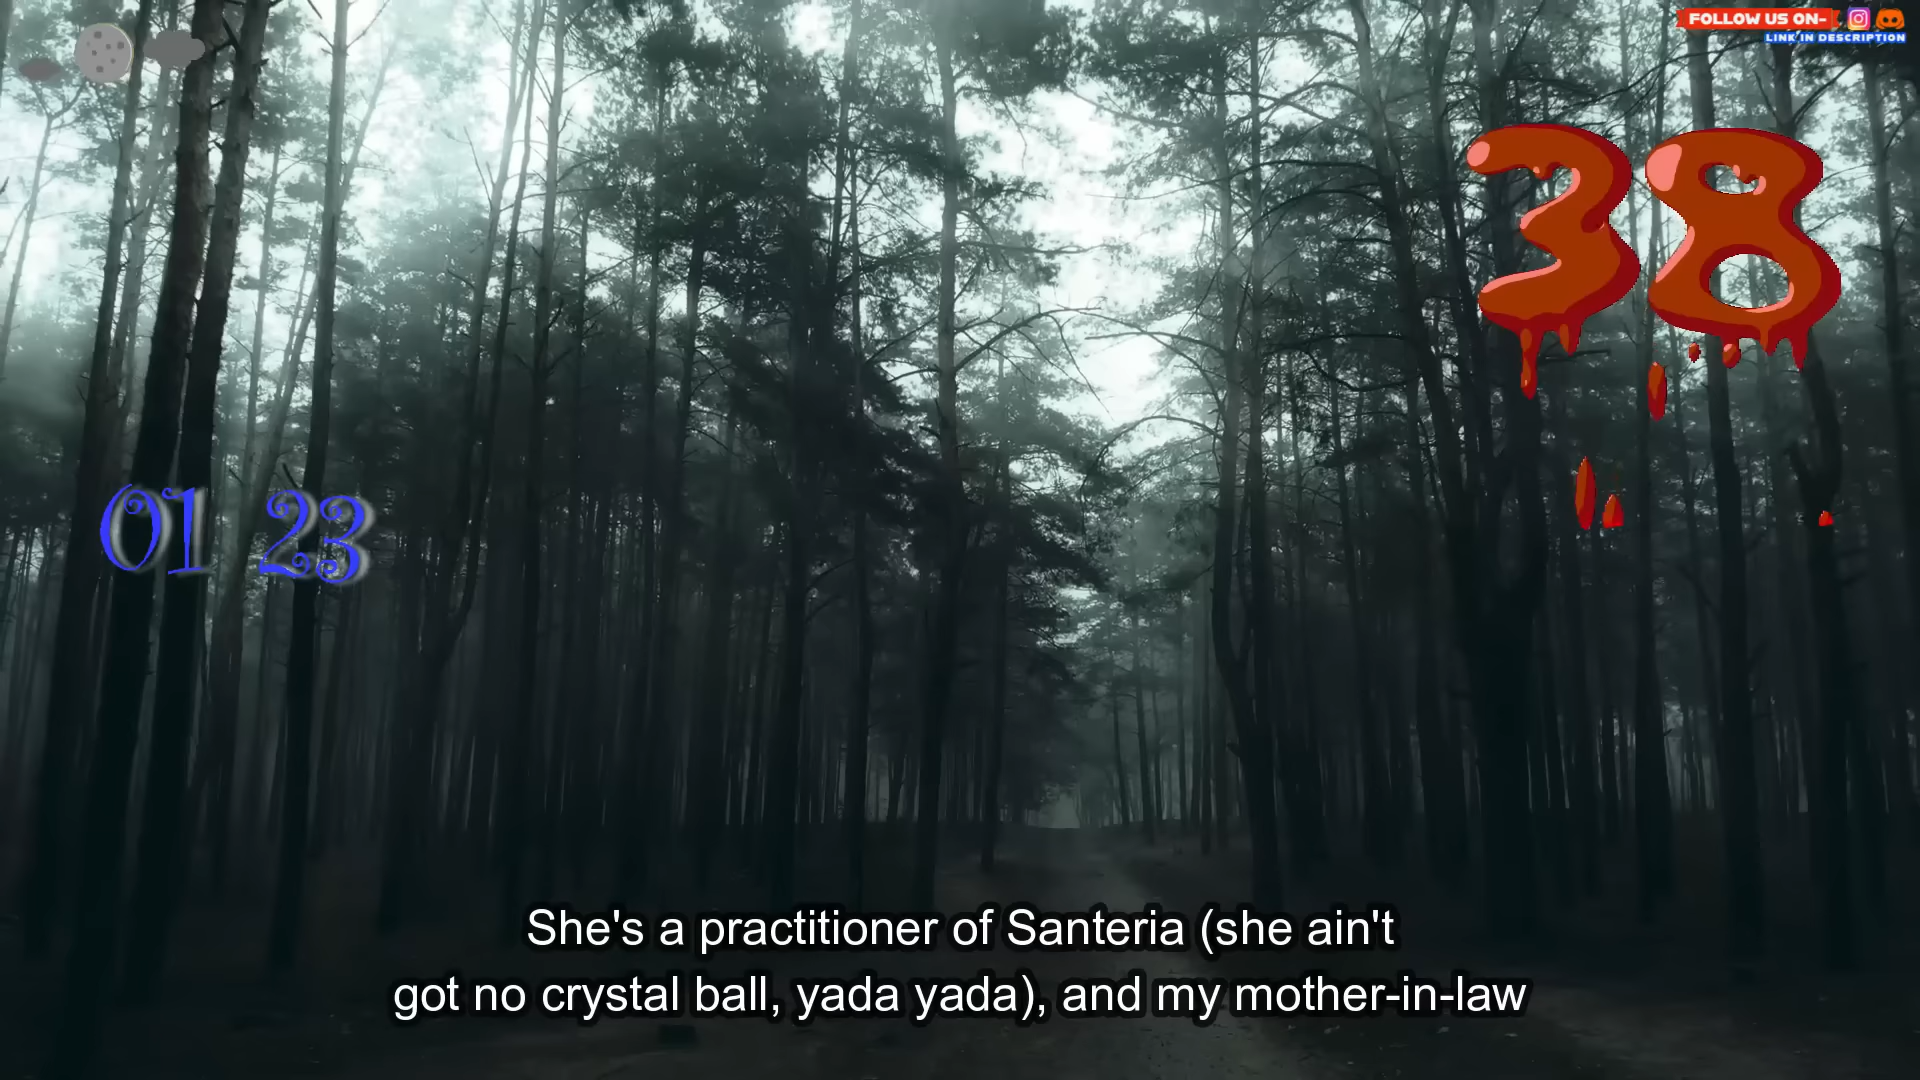 FOLLOW US ON-
LINK IN DESCRIPTION
38
01 23
She's a practitioner of Santeria (she ain't
got no crystal ball, yada yada), and my mother-in-law